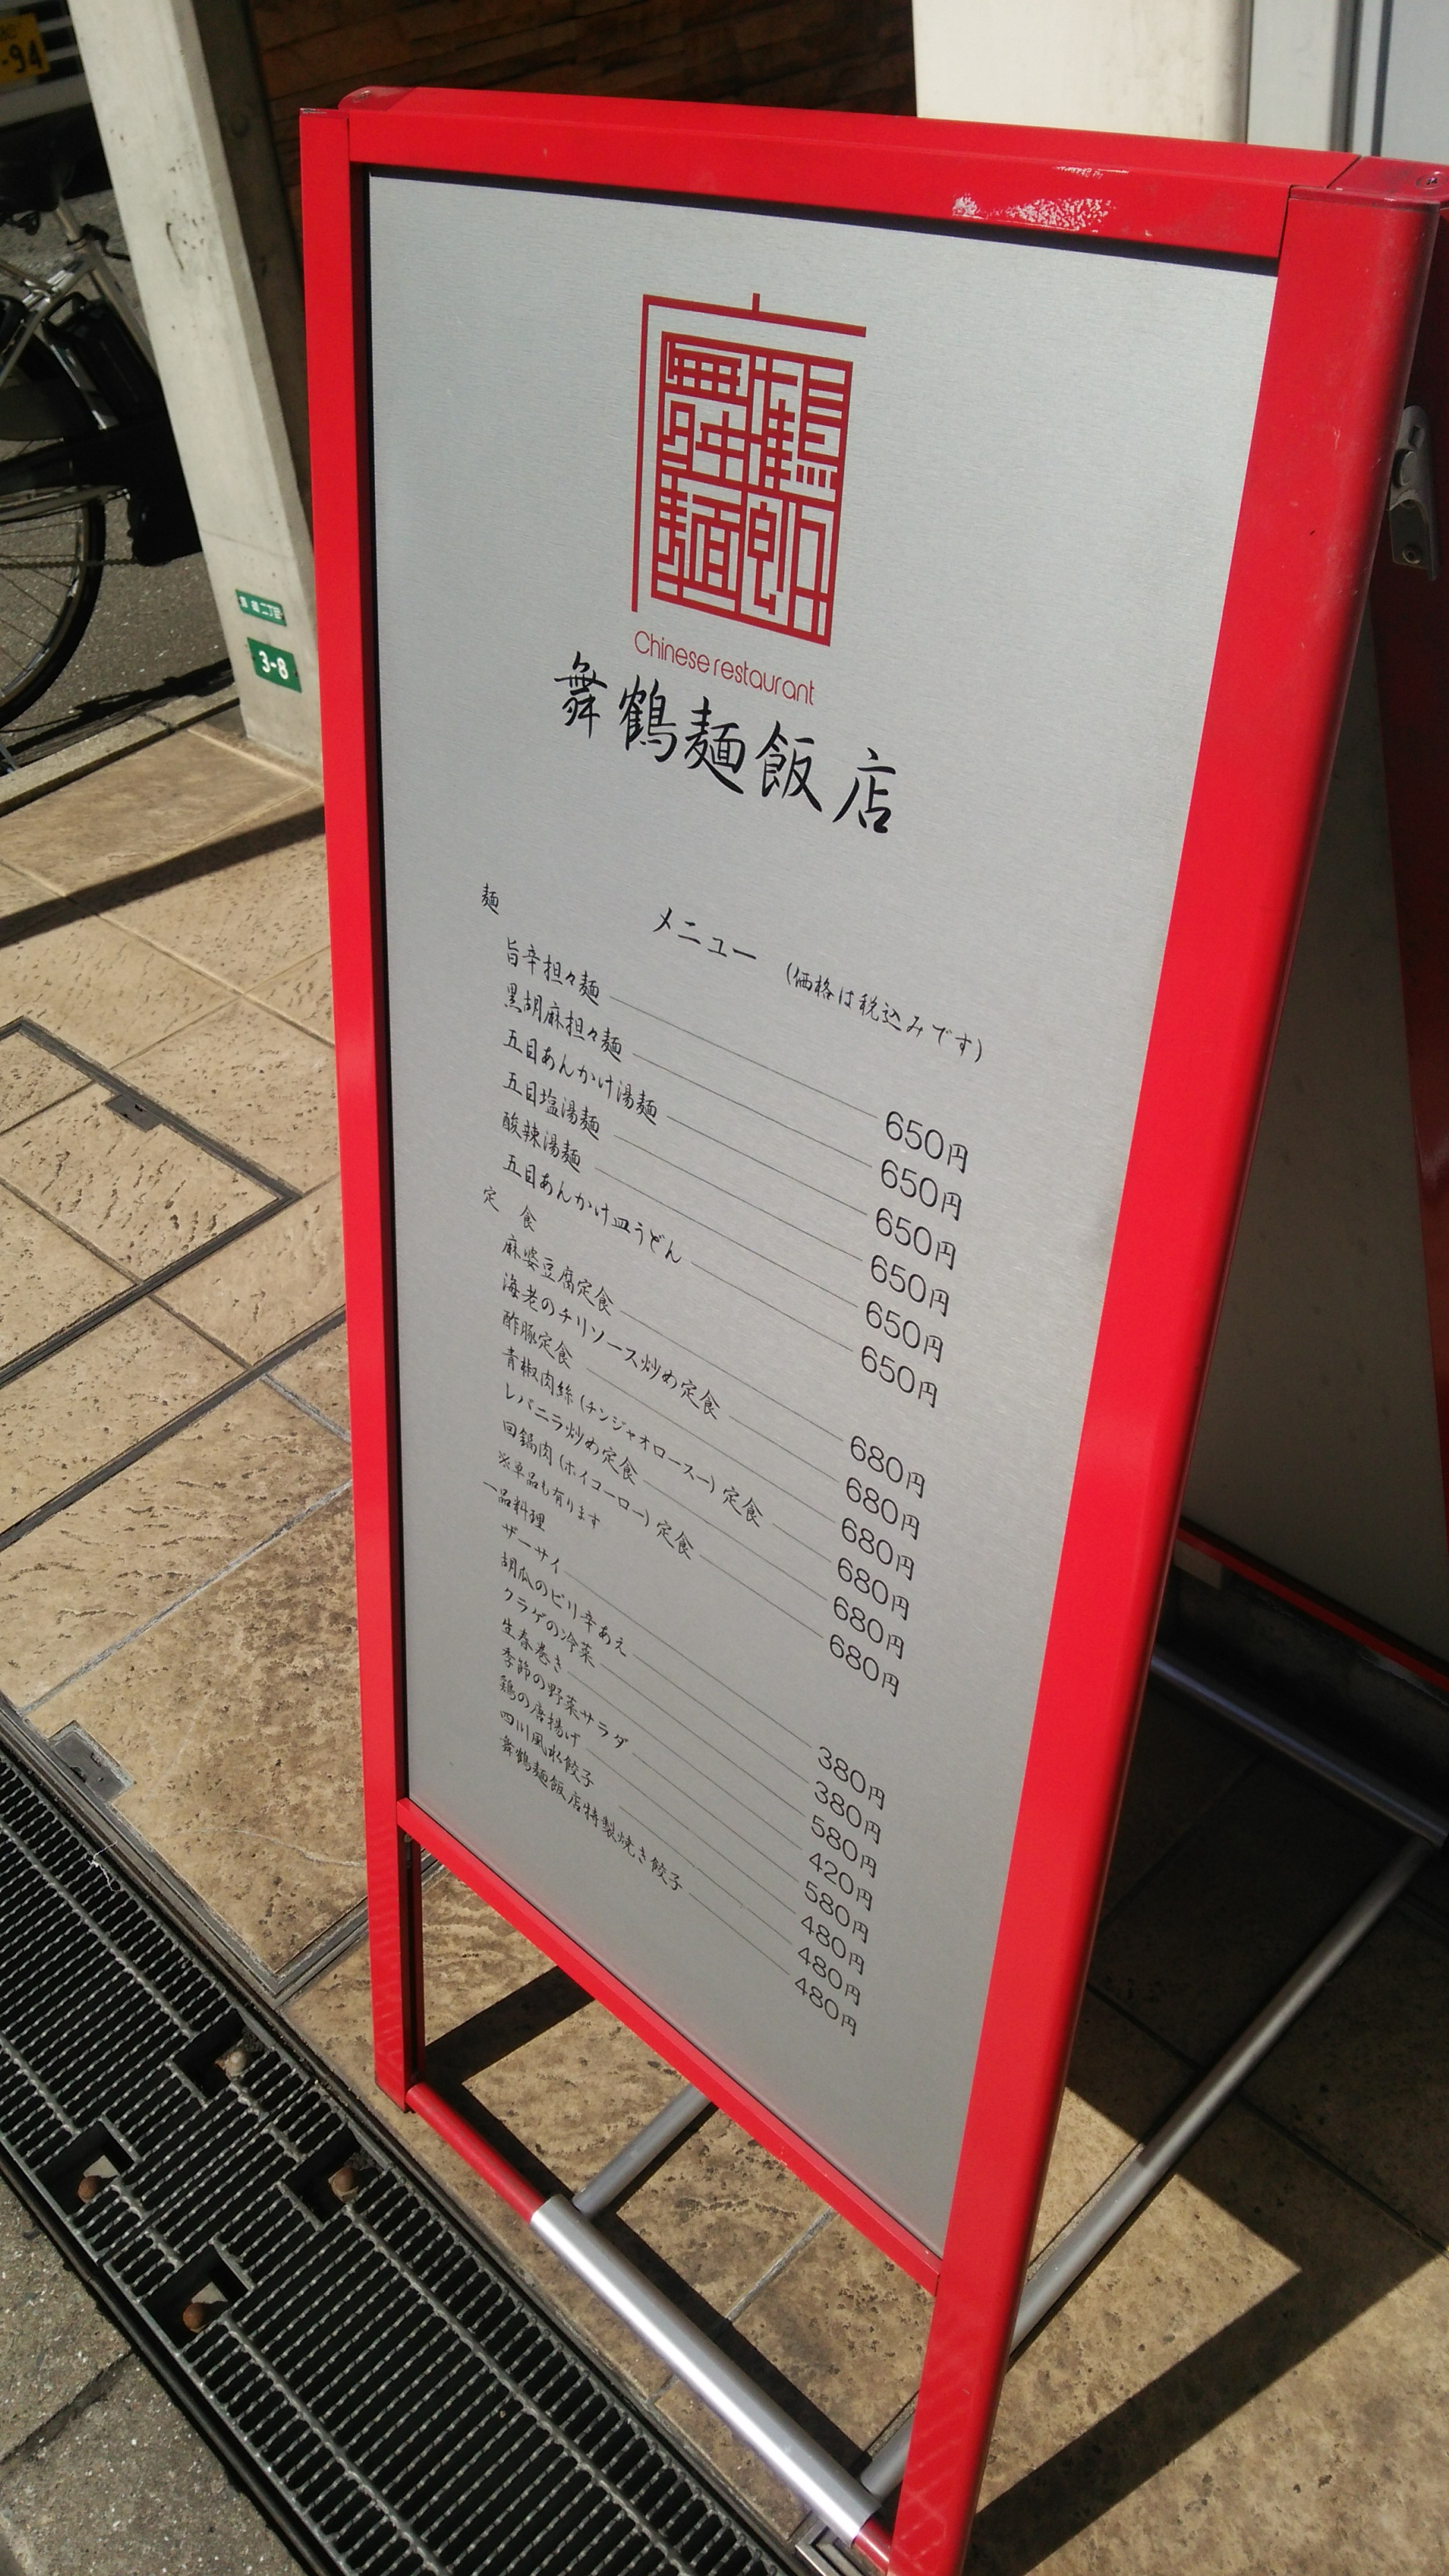 舞鶴麺飯店
Chinese restaurant
舞鶴麺飯店
メニュー (価格は税込みです)
麺
旨辛担々麺 650円
黒胡麻担々麺 650円
五目あんかけ湯麺 650円
五目塩湯麺 650円
酸辣湯麺 650円
五目あんかけ皿うどん 650円
定 食
麻婆豆腐定食 680円
海老のチリソース炒め定食 680円
酢豚定食 680円
青椒肉絲(チンジャオロースー)定食 680円
レバニラ炒め定食 680円
回鍋肉(ホイコーロー)定食 680円
※単品も有ります
一品料理
ザーサイ 380円
胡瓜のピリ辛あえ 380円
クラゲの冷菜 580円
生春巻き 420円
季節の野菜サラダ 580円
鶏の唐揚げ 480円
四川風水餃子 480円
舞鶴麺飯店特製焼き餃子 480円
二丁目
3-8
-94